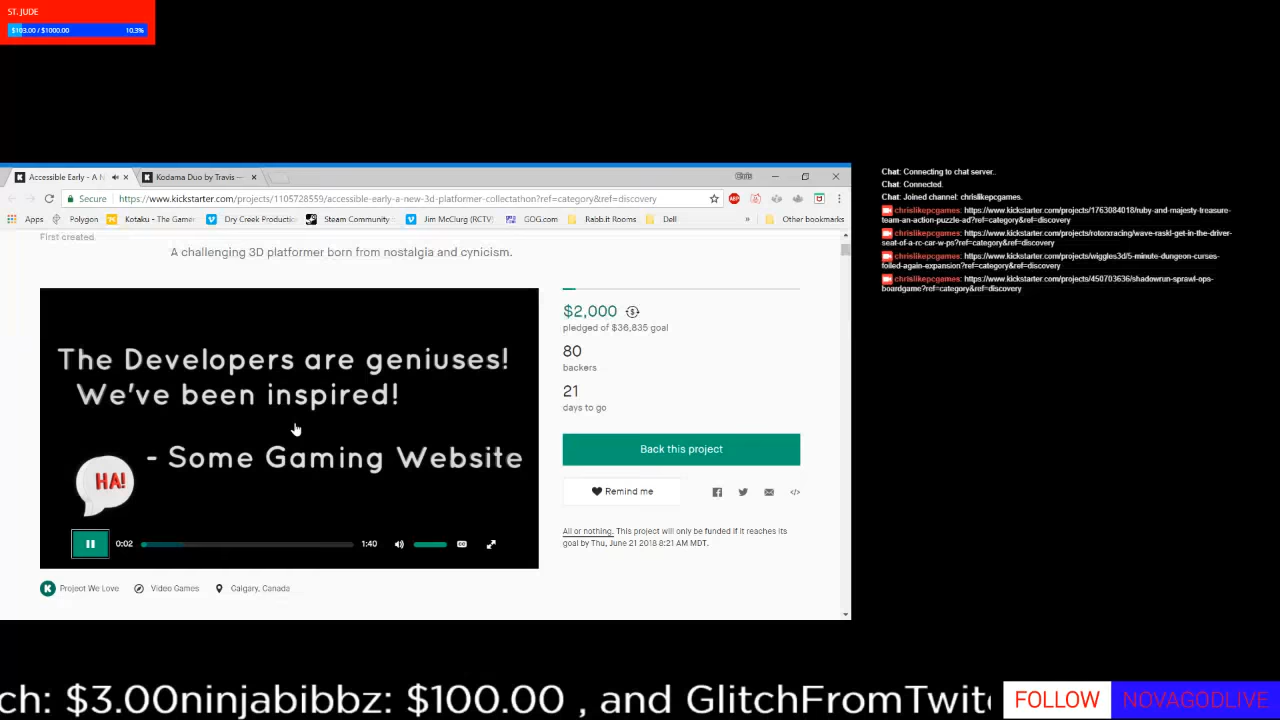 ST. JUDE
$103.00 / $1000.00 10.3%
Accessible Early - A N
Kodama Duo by Travis —
Chris
Secure https://www.kickstarter.com/projects/1105728559/accessible-early-a-new-3d-platformer-collectathon?ref=category&ref=discovery
Apps Polygon Kotaku - The Gamer Dry Creek Production Steam Community Jim McClurg (RCTV) GOG.com Rabb.it Rooms Dell » Other bookmarks
First created.
A challenging 3D platformer born from nostalgia and cynicism.
The Developers are geniuses!
We've been inspired!
- Some Gaming Website
HA!
0:02 1:40
$2,000
pledged of $36,835 goal
80
backers
21
days to go
Back this project
Remind me
All or nothing. This project will only be funded if it reaches its
goal by Thu, June 21 2018 8:21 AM MDT.
Project We Love Video Games Calgary, Canada
Chat: Connecting to chat server..
Chat: Connected.
Chat: Joined channel: chrislikepcgames.
chrislikepcgames: https://www.kickstarter.com/projects/1763084018/ruby-and-majesty-treasure-
team-an-action-puzzle-ad?ref=category&ref=discovery
chrislikepcgames: https://www.kickstarter.com/projects/rotorxracing/wave-raskl-get-in-the-driver-
seat-of-a-rc-car-w-ps?ref=category&ref=discovery
chrislikepcgames: https://www.kickstarter.com/projects/wiggles3d/5-minute-dungeon-curses-
foiled-again-expansion?ref=category&ref=discovery
chrislikepcgames: https://www.kickstarter.com/projects/450703636/shadowrun-sprawl-ops-
boardgame?ref=category&ref=discovery
ch: $3.00ninjabibbz: $100.00 , and GlitchFromTwitc
FOLLOW NOVAGODLIVE